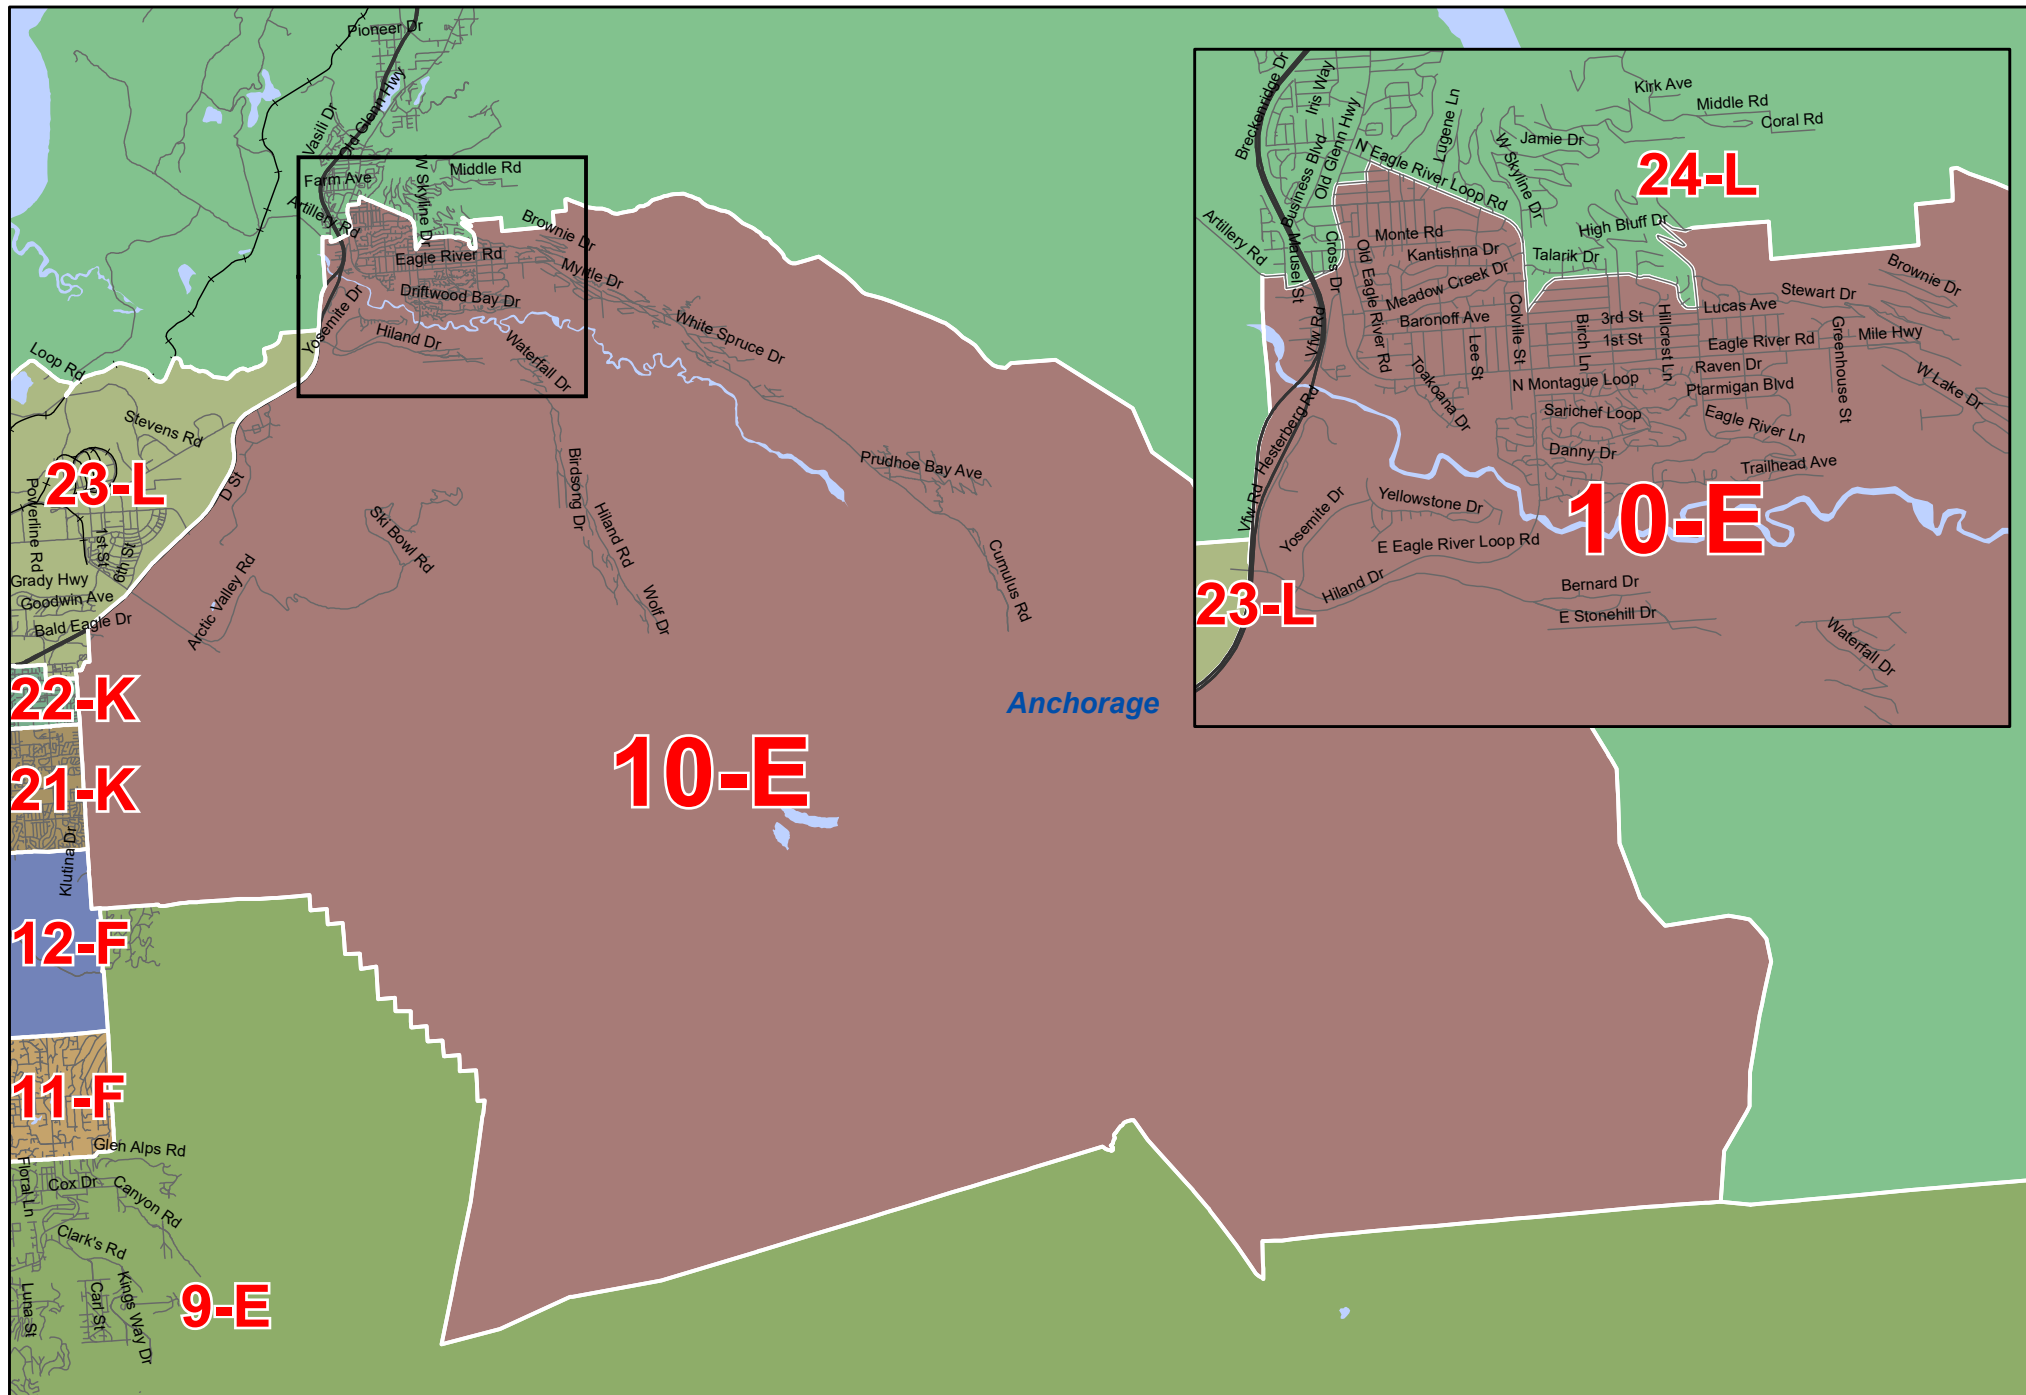 Pioneer Dr
Old Glenn Hwy
Vasili Dr
Farm Ave
W Skyline Dr
Middle Rd
Artillery Rd
Brownie Dr
Eagle River Rd
Myrtle Dr
Driftwood Bay Dr
Yosemite Dr
Hiland Dr
Waterfall Dr
White Spruce Dr
Loop Rd
Stevens Rd
23-L
Powerline Rd
1st St
6th St
D St
Grady Hwy
Goodwin Ave
Bald Eagle Dr
Arctic Valley Rd
Ski Bowl Rd
Birdsong Dr
Hiland Rd
Wolf Dr
Prudhoe Bay Ave
Cumulus Rd
22-K
21-K
Klutina Dr
12-F
11-F
10-E
Anchorage
Glen Alps Rd
Floral Ln
Cox Dr
Canyon Rd
Clark's Rd
Kings Way Dr
Carl St
Luna St
9-E
Breckenridge Dr
Iris Way
Business Blvd
Old Glenn Hwy
Lugene Ln
N Eagle River Loop Rd
W Skyline Dr
Jamie Dr
Kirk Ave
Middle Rd
Coral Rd
24-L
Artillery Rd
P Mausel St
Cross Dr
Old Eagle River Rd
Monte Rd
Kantishna Dr
Meadow Creek Dr
Baronoff Ave
Talarik Dr
High Bluff Dr
Brownie Dr
Stewart Dr
Lucas Ave
Colville St
Birch Ln
3rd St
1st St
Hillcrest Ln
Eagle River Rd
Greenhouse St
Mile Hwy
W Lake Dr
Vfw Rd
Lee St
Toakoana Dr
N Montague Loop
Raven Dr
Ptarmigan Blvd
Sarichef Loop
Eagle River Ln
Danny Dr
Trailhead Ave
Hesterberg Rd
Vfw Rd
Yosemite Dr
Yellowstone Dr
E Eagle River Loop Rd
10-E
Hiland Dr
23-L
Bernard Dr
E Stonehill Dr
Waterfall Dr